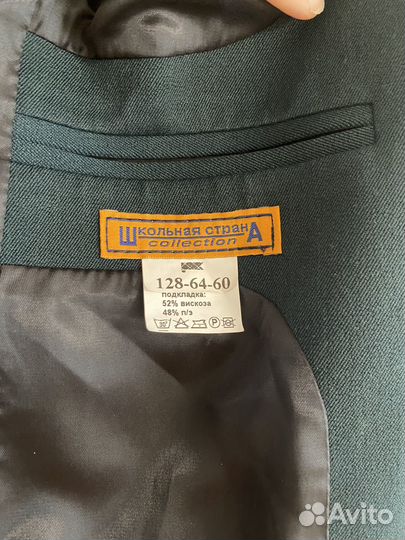 Школьная странА
collection
128-64-60
подкладка:
52% вискоза
48% п/э
Avito